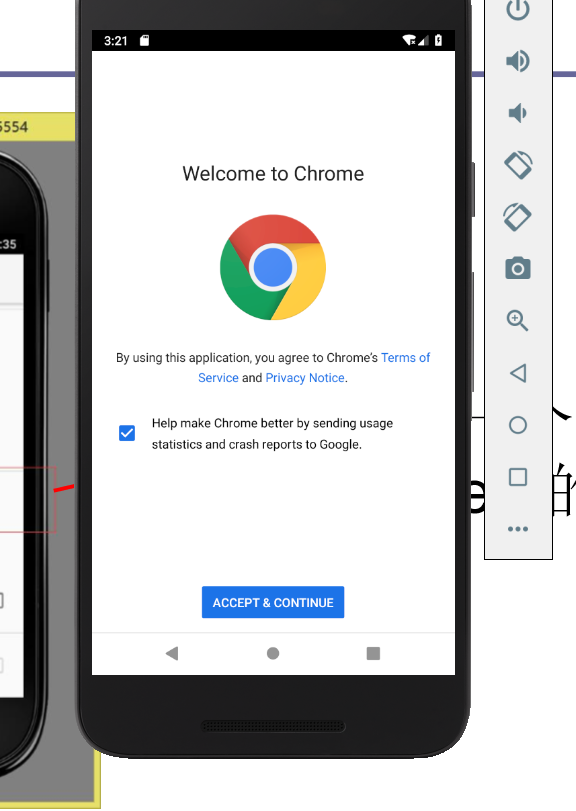 5554
3:21
:35
Welcome to Chrome
By using this application, you agree to Chrome's Terms of
Service and Privacy Notice.
Help make Chrome better by sending usage
statistics and crash reports to Google.
ACCEPT & CONTINUE